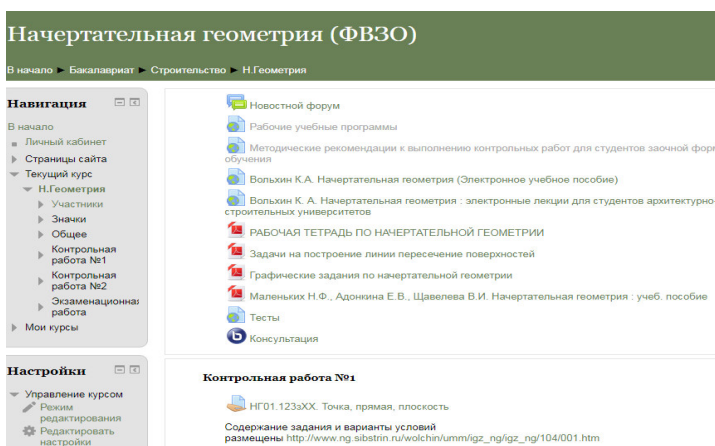 Начертательная геометрия (ФВЗО)
В начало ► Бакалавриат ► Строительство ► Н.Геометрия
Навигация
В начало
Личный кабинет
Страницы сайта
Текущий курс
Н.Геометрия
Участники
Значки
Общее
Контрольная
работа №1
Контрольная
работа №2
Экзаменационная
работа
Мои курсы
Настройки
Управление курсом
Режим
редактирования
Редактировать
настройки
Новостной форум
Рабочие учебные программы
Методические рекомендации к выполнению контрольных работ для студентов заочной форм
обучения
Вольхин К.А. Начертательная геометрия (Электронное учебное пособие)
Вольхин К. А. Начертательная геометрия : электронные лекции для студентов архитектурно-
строительных университетов
РАБОЧАЯ ТЕТРАДЬ ПО НАЧЕРТАТЕЛЬНОЙ ГЕОМЕТРИИ
Задачи на построение линии пересечение поверхностей
Графические задания по начертательной геометрии
Маленьких Н.Ф., Адонкина Е.В., Щавелева В.И. Начертательная геометрия : учеб. пособие
Тесты
Консультация
Контрольная работа №1
НГ01.123зХХ. Точка, прямая, плоскость
Содержание задания и варианты условий
размещены http://www.ng.sibstrin.ru/wolchin/umm/igz_ng/igz_ng/104/001.htm